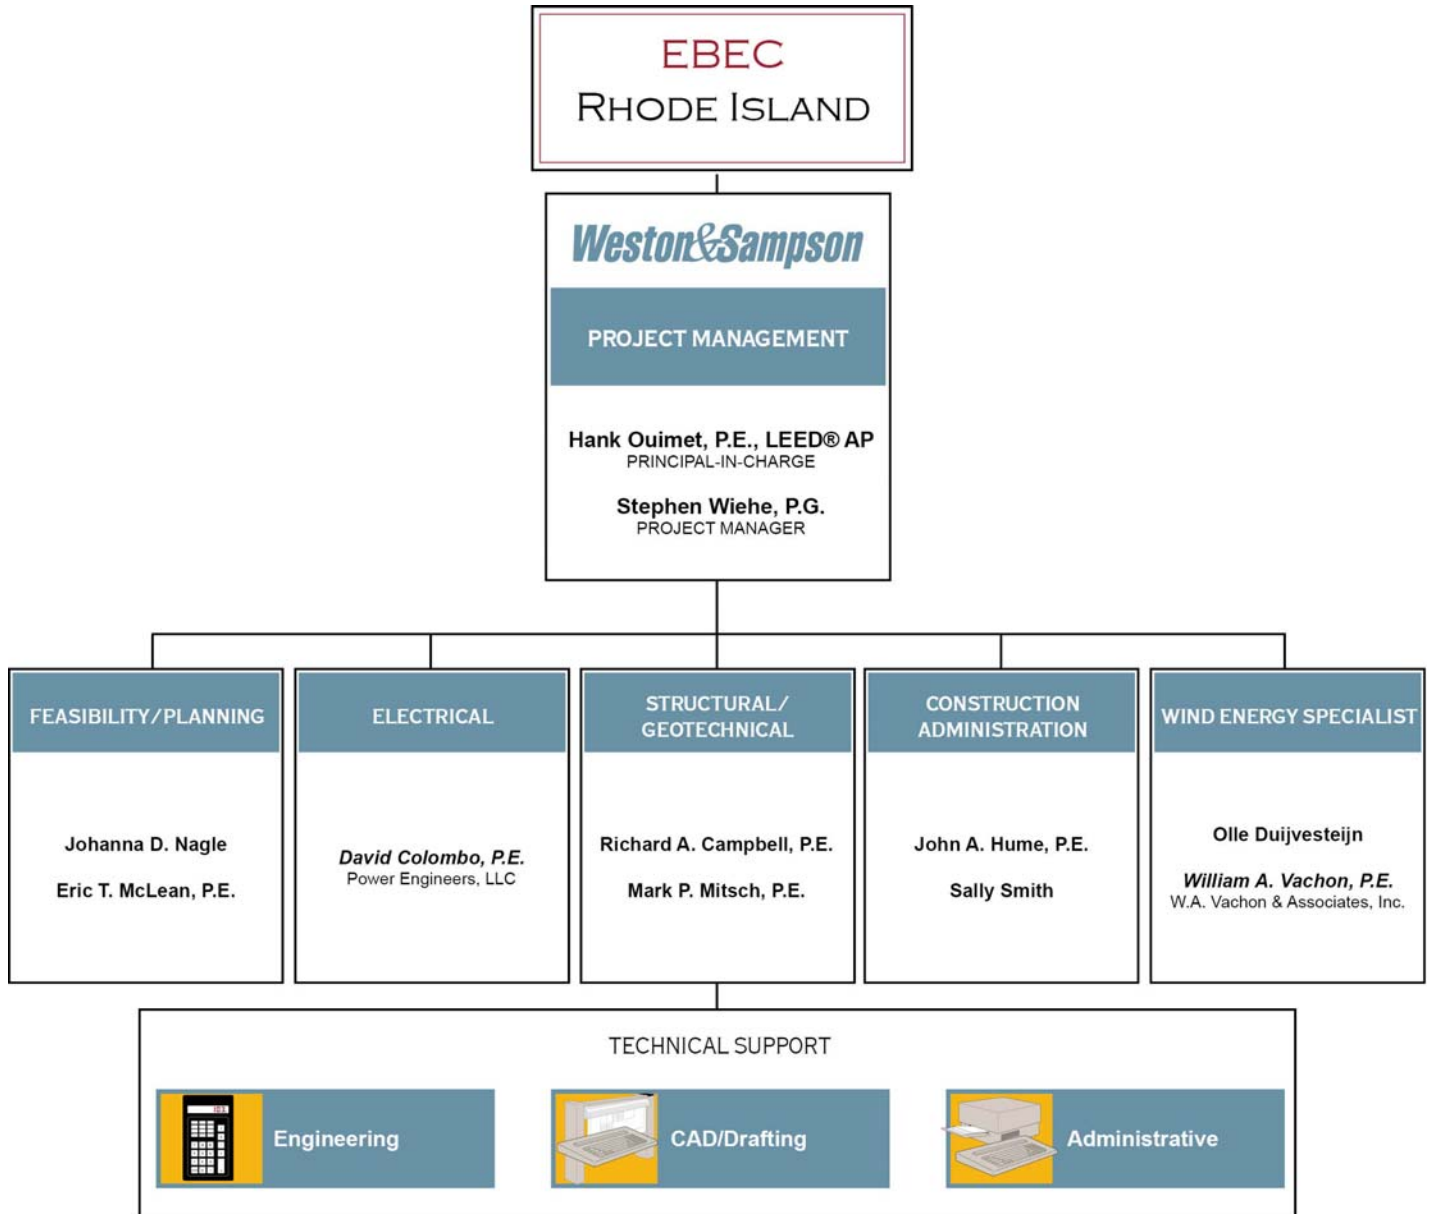 EBEC
RHODE ISLAND
Weston&Sampson
PROJECT MANAGEMENT
Hank Ouimet, P.E., LEED® AP
PRINCIPAL-IN-CHARGE
Stephen Wiehe, P.G.
PROJECT MANAGER
FEASIBILITY/PLANNING
Johanna D. Nagle
Eric T. McLean, P.E.
ELECTRICAL
David Colombo, P.E.
Power Engineers, LLC
STRUCTURAL/
GEOTECHNICAL
Richard A. Campbell, P.E.
Mark P. Mitsch, P.E.
CONSTRUCTION
ADMINISTRATION
John A. Hume, P.E.
Sally Smith
WIND ENERGY SPECIALIST
Olle Duijvesteijn
William A. Vachon, P.E.
W.A. Vachon & Associates, Inc.
TECHNICAL SUPPORT
Engineering
CAD/Drafting
Administrative